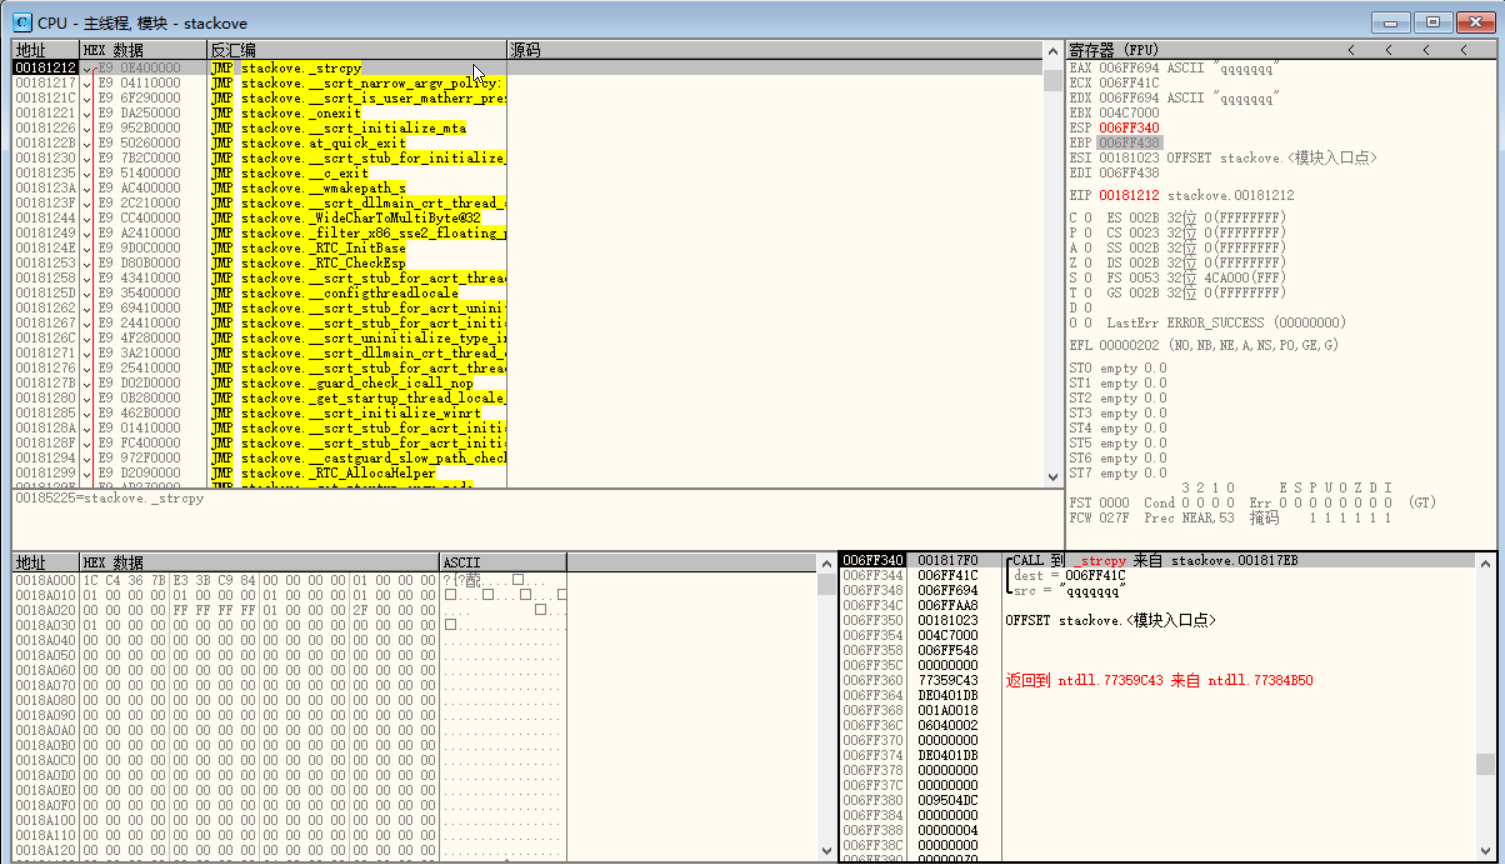 CPU - 主线程, 模块 - stackove
地址 HEX 数据 反汇编 源码
00181212 E9 0E400000 JMP stackove._strcpy
00181217 E9 04110000 JMP stackove.__scrt_narrow_argv_policy:
0018121C E9 6F290000 JMP stackove.__scrt_is_user_matherr_pre:
00181221 E9 DA250000 JMP stackove._onexit
00181226 E9 952B0000 JMP stackove.__scrt_initialize_mta
0018122B E9 50260000 JMP stackove.at_quick_exit
00181230 E9 7B2C0000 JMP stackove.__scrt_stub_for_initialize_
00181235 E9 51400000 JMP stackove.__c_exit
0018123A E9 AC400000 JMP stackove.__wmakepath_s
0018123F E9 2C210000 JMP stackove.__scrt_dllmain_crt_thread_
00181244 E9 CC400000 JMP stackove._WideCharToMultiByte@32
00181249 E9 A2410000 JMP stackove._filter_x86_sse2_floating_
0018124E E9 9D0C0000 JMP stackove._RTC_InitBase
00181253 E9 D80B0000 JMP stackove._RTC_CheckEsp
00181258 E9 43410000 JMP stackove.__scrt_stub_for_acrt_threa
0018125D E9 35400000 JMP stackove.__configthreadlocale
00181262 E9 69410000 JMP stackove.__scrt_stub_for_acrt_unini
00181267 E9 24410000 JMP stackove.__scrt_stub_for_acrt_initi
0018126C E9 4F280000 JMP stackove.__scrt_uninitialize_type_i
00181271 E9 3A210000 JMP stackove.__scrt_dllmain_crt_thread_
00181276 E9 25410000 JMP stackove.__scrt_stub_for_acrt_threa
0018127B E9 D02D0000 JMP stackove._guard_check_icall_nop
00181280 E9 0B280000 JMP stackove._get_startup_thread_locale_
00181285 E9 462B0000 JMP stackove.__scrt_initialize_winrt
0018128A E9 01410000 JMP stackove.__scrt_stub_for_acrt_initi
0018128F E9 FC400000 JMP stackove.__scrt_stub_for_acrt_initi
00181294 E9 972F0000 JMP stackove.__castguard_slow_path_chec
00181299 E9 D2090000 JMP stackove._RTC_AllocaHelper
00185225=stackove._strcpy
寄存器 (FPU) < < < <
EAX 006FF694 ASCII "qqqqqqq"
ECX 006FF41C
EDX 006FF694 ASCII "qqqqqqq"
EBX 004C7000
ESP 006FF340
EBP 006FF438
ESI 00181023 OFFSET stackove.<模块入口点>
EDI 006FF438
EIP 00181212 stackove.00181212
C 0 ES 002B 32位 0(FFFFFFFF)
P 0 CS 0023 32位 0(FFFFFFFF)
A 0 SS 002B 32位 0(FFFFFFFF)
Z 0 DS 002B 32位 0(FFFFFFFF)
S 0 FS 0053 32位 4CA000(FFF)
T 0 GS 002B 32位 0(FFFFFFFF)
D 0
O 0 LastErr ERROR_SUCCESS (00000000)
EFL 00000202 (NO,NB,NE,A,NS,PO,GE,G)
ST0 empty 0.0
ST1 empty 0.0
ST2 empty 0.0
ST3 empty 0.0
ST4 empty 0.0
ST5 empty 0.0
ST6 empty 0.0
ST7 empty 0.0
3 2 1 0 E S P U O Z D I
FST 0000 Cond 0 0 0 0 Err 0 0 0 0 0 0 0 0 (GT)
FCW 027F Prec NEAR,53 掩码 1 1 1 1 1 1
地址 HEX 数据 ASCII
0018A000 1C C4 36 7B E3 3B C9 84 00 00 00 00 01 00 00 00
0018A010 01 00 00 00 01 00 00 00 01 00 00 00 01 00 00 00
0018A020 00 00 00 00 FF FF FF FF 01 00 00 00 2F 00 00 00
0018A030 01 00 00 00 00 00 00 00 00 00 00 00 00 00 00 00
0018A040 00 00 00 00 00 00 00 00 00 00 00 00 00 00 00 00
0018A050 00 00 00 00 00 00 00 00 00 00 00 00 00 00 00 00
0018A060 00 00 00 00 00 00 00 00 00 00 00 00 00 00 00 00
0018A070 00 00 00 00 00 00 00 00 00 00 00 00 00 00 00 00
0018A080 00 00 00 00 00 00 00 00 00 00 00 00 00 00 00 00
0018A090 00 00 00 00 00 00 00 00 00 00 00 00 00 00 00 00
0018A0A0 00 00 00 00 00 00 00 00 00 00 00 00 00 00 00 00
0018A0B0 00 00 00 00 00 00 00 00 00 00 00 00 00 00 00 00
0018A0C0 00 00 00 00 00 00 00 00 00 00 00 00 00 00 00 00
0018A0D0 00 00 00 00 00 00 00 00 00 00 00 00 00 00 00 00
0018A0E0 00 00 00 00 00 00 00 00 00 00 00 00 00 00 00 00
0018A0F0 00 00 00 00 00 00 00 00 00 00 00 00 00 00 00 00
0018A100 00 00 00 00 00 00 00 00 00 00 00 00 00 00 00 00
0018A110 00 00 00 00 00 00 00 00 00 00 00 00 00 00 00 00
0018A120 00 00 00 00 00 00 00 00 00 00 00 00 00 00 00 00
006FF340 001817F0 CALL 到 _strcpy 来自 stackove.001817EB
006FF344 006FF41C dest = 006FF41C
006FF348 006FF694 src = "qqqqqqq"
006FF34C 006FFAA8
006FF350 00181023 OFFSET stackove.<模块入口点>
006FF354 004C7000
006FF358 006FF548
006FF35C 00000000
006FF360 77359C43 返回到 ntdll.77359C43 来自 ntdll.77384B50
006FF364 DE0401DB
006FF368 001A0018
006FF36C 06040002
006FF370 00000000
006FF374 DE0401DB
006FF378 00000000
006FF37C 00000000
006FF380 009504DC
006FF384 00000000
006FF388 00000004
006FF38C 00000000
006FF390 00000070